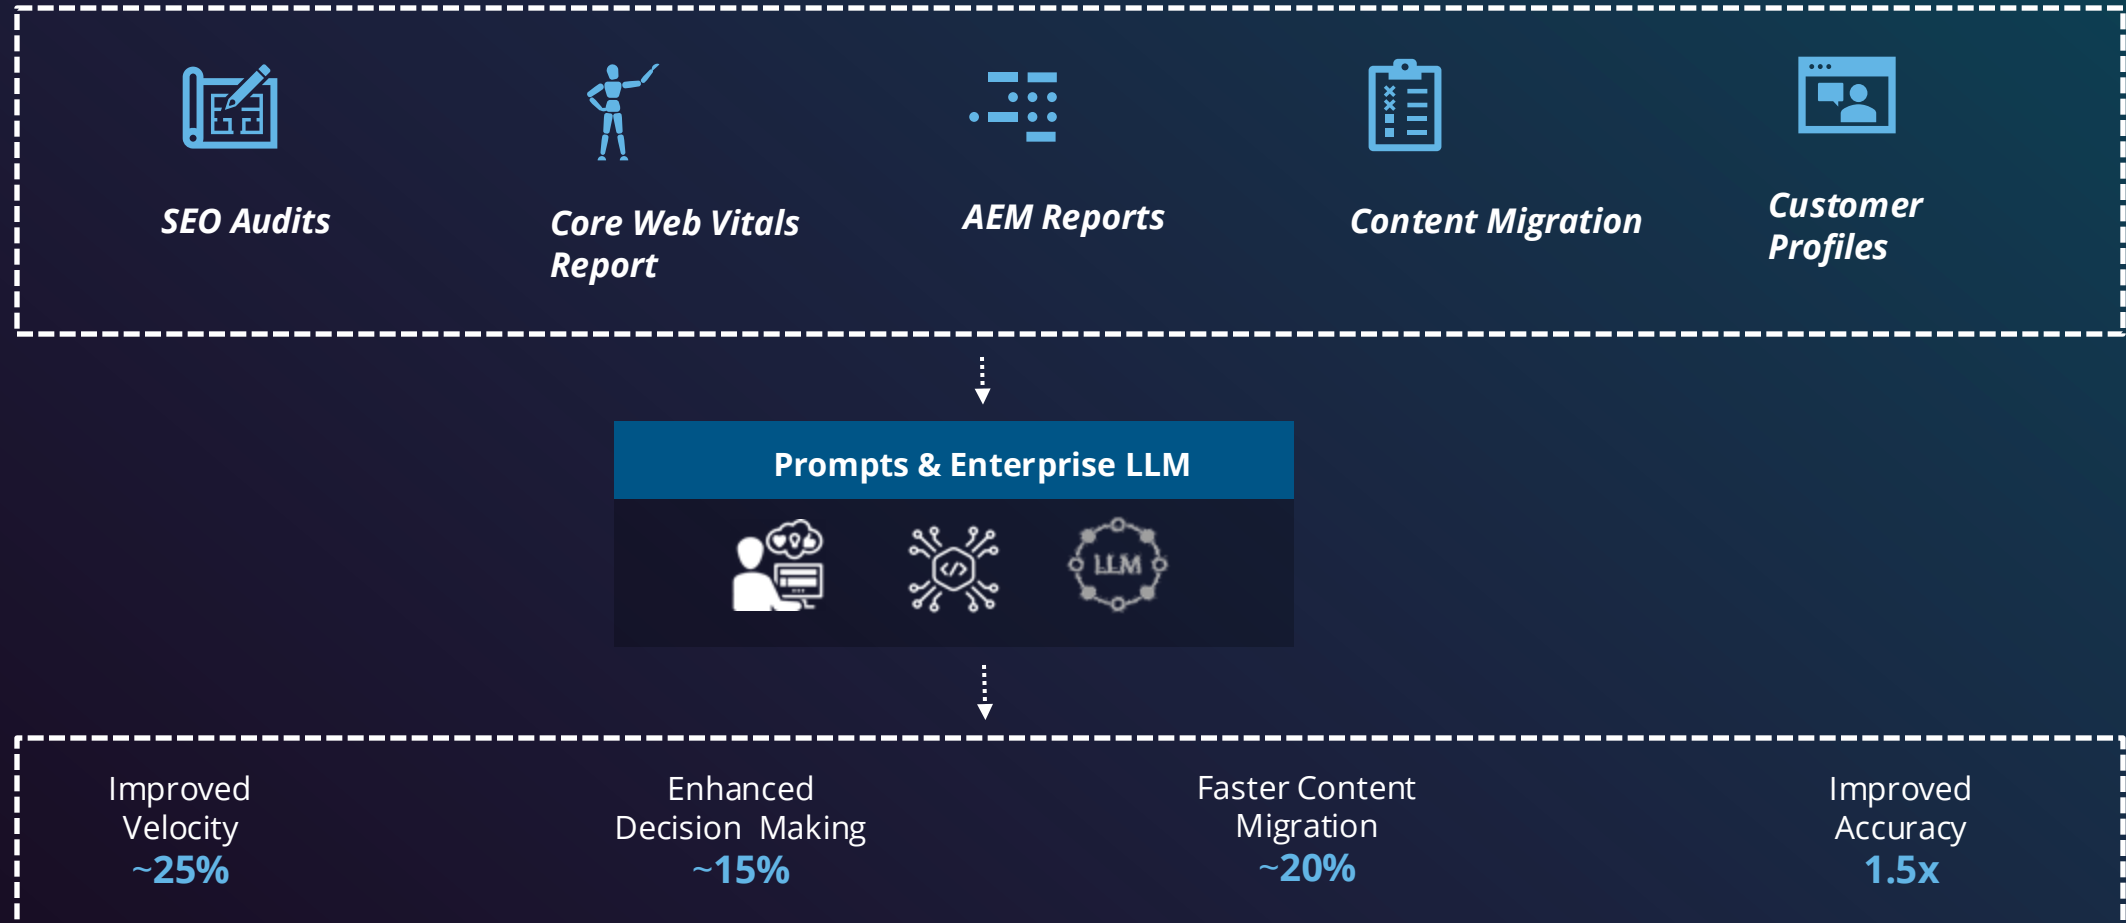 SEO Audits
Core Web Vitals
Report
AEM Reports
Content Migration
Customer
Profiles
Prompts & Enterprise LLM
</>
LLM
Improved
Velocity
~25%
Enhanced
Decision  Making
~15%
Faster Content
Migration
~20%
Improved
Accuracy
1.5x